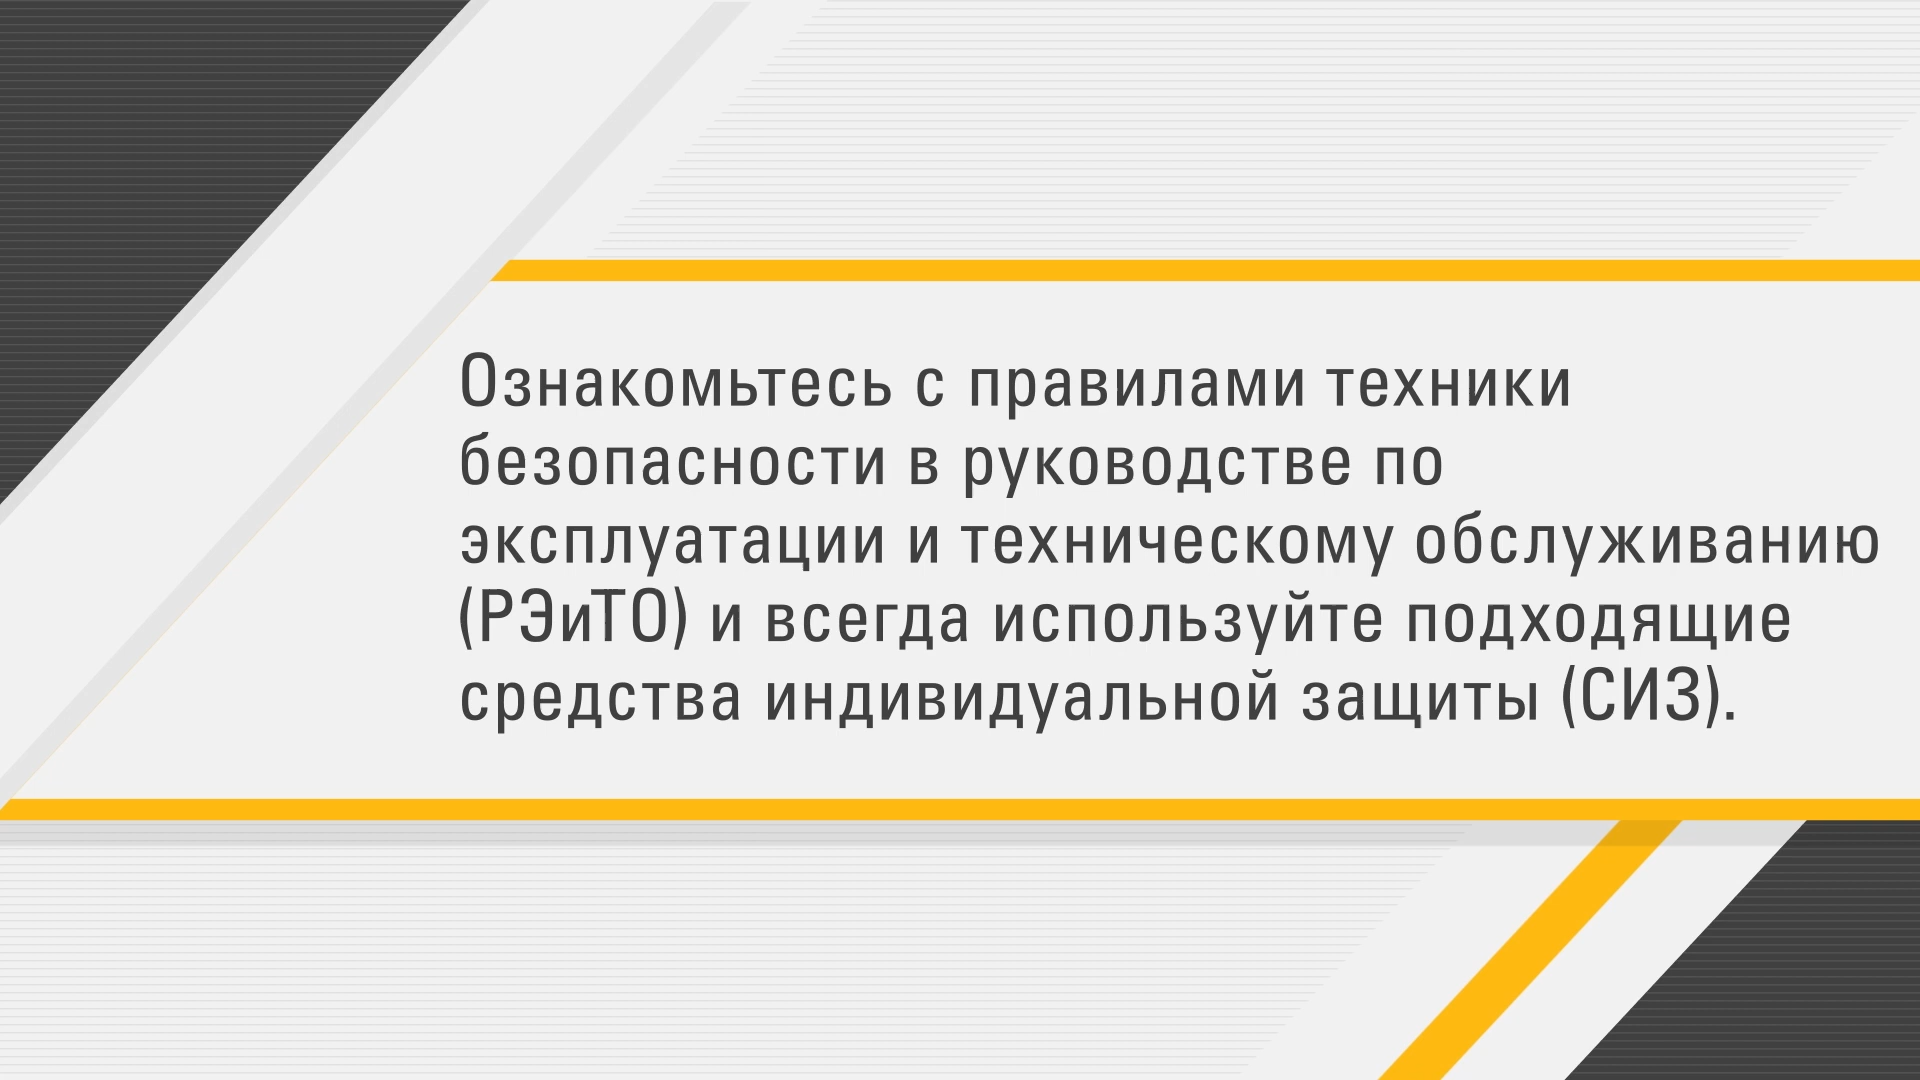 Ознакомьтесь с правилами техники
безопасности в руководстве по
эксплуатации и техническому обслуживанию
(РЭиТО) и всегда используйте подходящие
средства индивидуальной защиты (СИЗ).